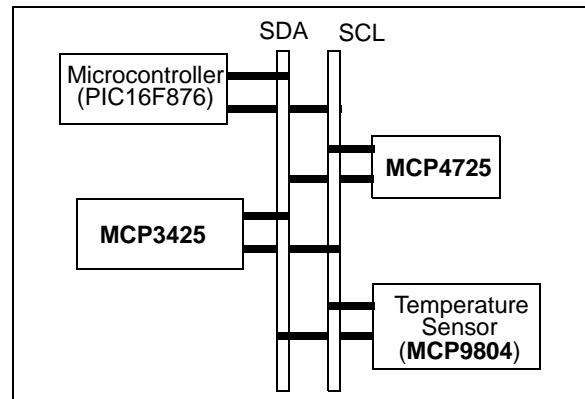 SDA SCL
Microcontroller
(PIC16F876)
MCP4725
MCP3425
Temperature
Sensor
(MCP9804)